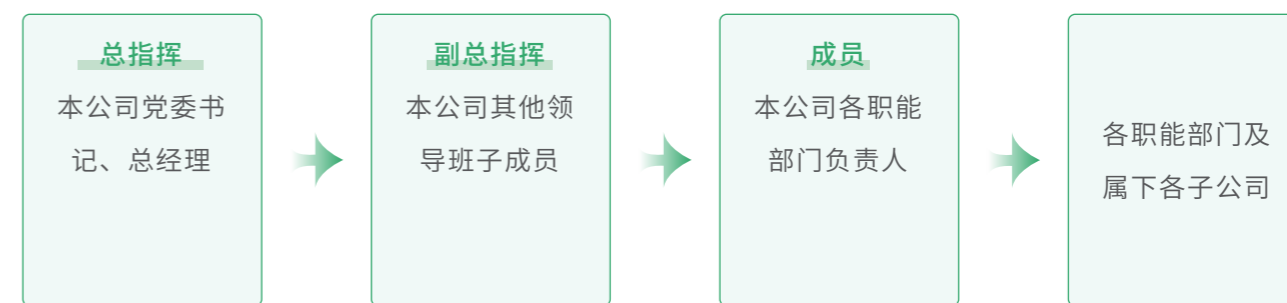 总指挥
本公司党委书
记、总经理
副总指挥
本公司其他领
导班子成员
成员
本公司各职能
部门负责人
各职能部门及
属下各子公司